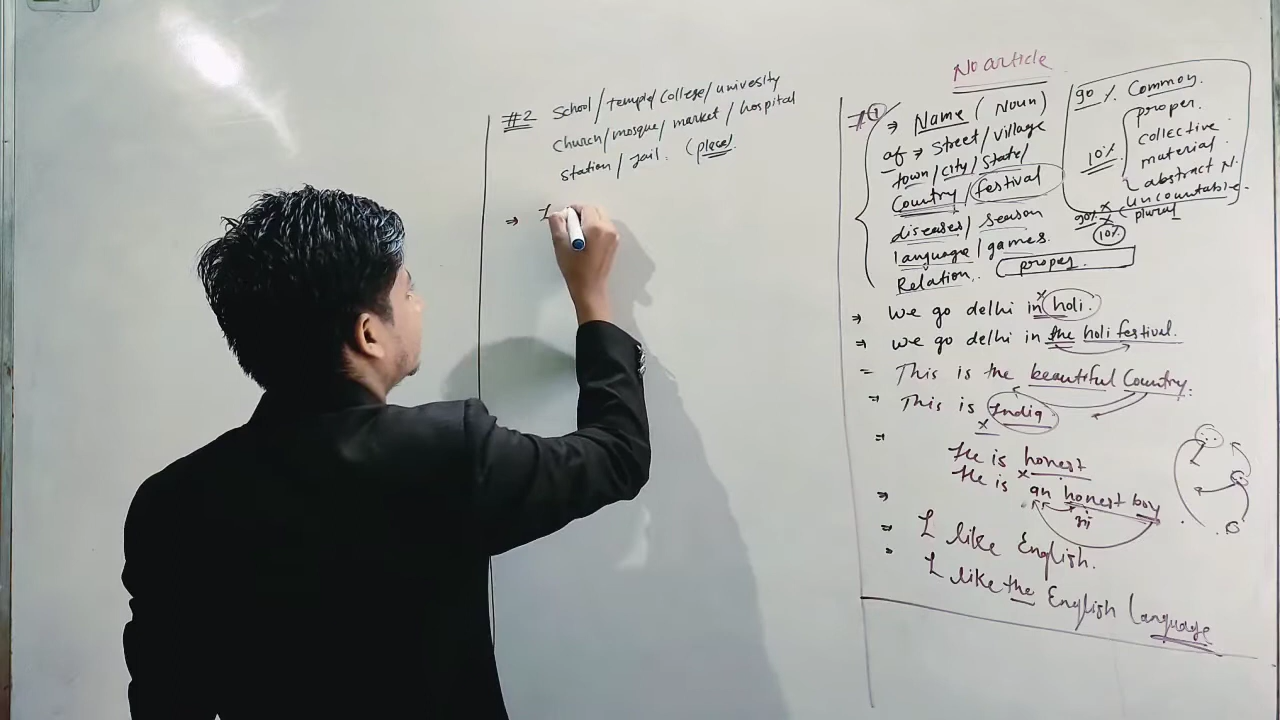 #2 School/temple/College/univesity
church/mosque/market/hospital
station/jail. (place)
⇒ I
No article
#① ⇒ Name (Noun)
of ⇒ street/village
town/city/state/
Country/festival
diseases/season
language/games.
Relation. proper.
90% Common.
proper.
collective
10% material.
abstract N.
uncountable.
90% plural
10%
⇒ We go delhi in x holi.
⇒ we go delhi in the holi festival.
= This is the beautiful Country.
= This is India
x
= He is honest
⇒ He is x an honest boy
= I like English.
I like the English language